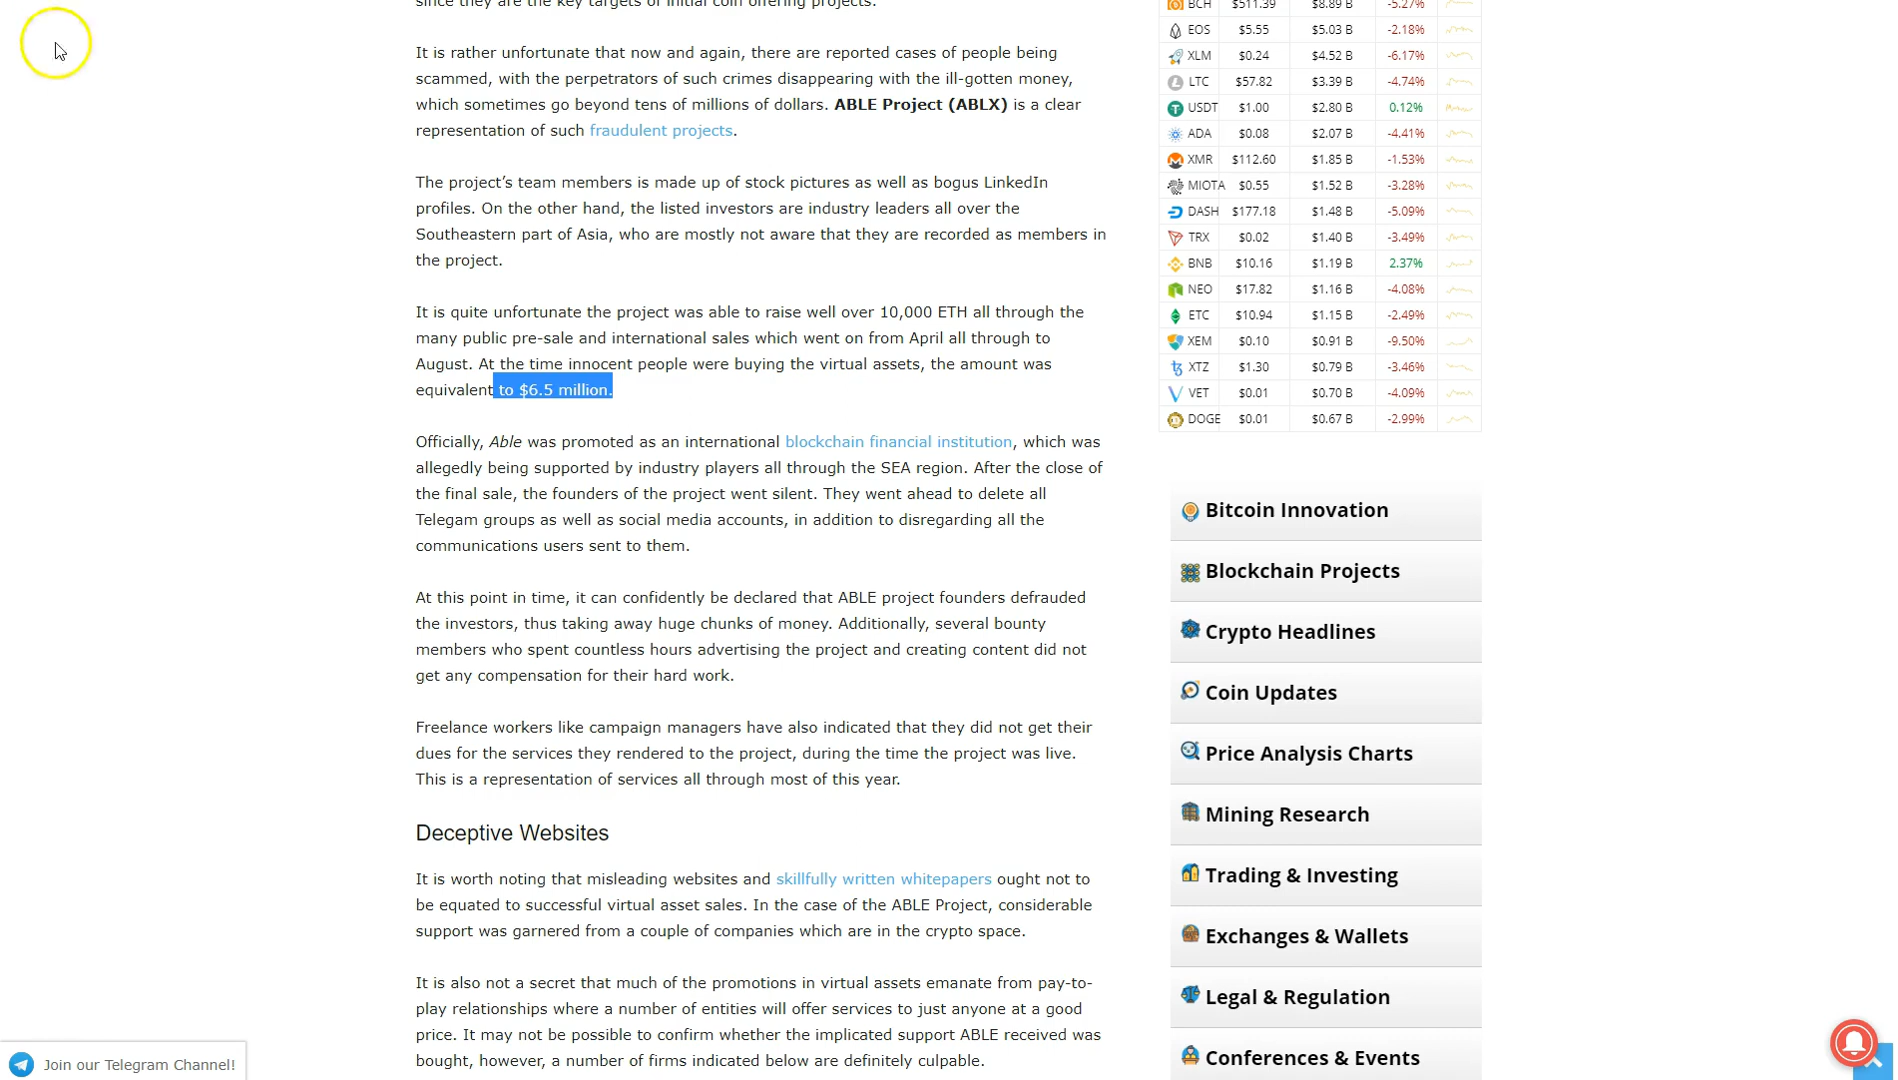 since they are the key targets of initial coin offering projects.
It is rather unfortunate that now and again, there are reported cases of people being
scammed, with the perpetrators of such crimes disappearing with the ill-gotten money,
which sometimes go beyond tens of millions of dollars. ABLE Project (ABLX) is a clear
representation of such fraudulent projects.
The project’s team members is made up of stock pictures as well as bogus LinkedIn
profiles. On the other hand, the listed investors are industry leaders all over the
Southeastern part of Asia, who are mostly not aware that they are recorded as members in
the project.
It is quite unfortunate the project was able to raise well over 10,000 ETH all through the
many public pre-sale and international sales which went on from April all through to
August. At the time innocent people were buying the virtual assets, the amount was
equivalent to $6.5 million.
Officially, Able was promoted as an international blockchain financial institution, which was
allegedly being supported by industry players all through the SEA region. After the close of
the final sale, the founders of the project went silent. They went ahead to delete all
Telegam groups as well as social media accounts, in addition to disregarding all the
communications users sent to them.
At this point in time, it can confidently be declared that ABLE project founders defrauded
the investors, thus taking away huge chunks of money. Additionally, several bounty
members who spent countless hours advertising the project and creating content did not
get any compensation for their hard work.
Freelance workers like campaign managers have also indicated that they did not get their
dues for the services they rendered to the project, during the time the project was live.
This is a representation of services all through most of this year.
Deceptive Websites
It is worth noting that misleading websites and skillfully written whitepapers ought not to
be equated to successful virtual asset sales. In the case of the ABLE Project, considerable
support was garnered from a couple of companies which are in the crypto space.
It is also not a secret that much of the promotions in virtual assets emanate from pay-to-
play relationships where a number of entities will offer services to just anyone at a good
price. It may not be possible to confirm whether the implicated support ABLE received was
bought, however, a number of firms indicated below are definitely culpable.
BCH $511.39 $8.89 B -5.27%
EOS $5.55 $5.03 B -2.18%
XLM $0.24 $4.52 B -6.17%
LTC $57.82 $3.39 B -4.74%
USDT $1.00 $2.80 B 0.12%
ADA $0.08 $2.07 B -4.41%
XMR $112.60 $1.85 B -1.53%
MIOTA $0.55 $1.52 B -3.28%
DASH $177.18 $1.48 B -5.09%
TRX $0.02 $1.40 B -3.49%
BNB $10.16 $1.19 B 2.37%
NEO $17.82 $1.16 B -4.08%
ETC $10.94 $1.15 B -2.49%
XEM $0.10 $0.91 B -9.50%
XTZ $1.30 $0.79 B -3.46%
VET $0.01 $0.70 B -4.09%
DOGE $0.01 $0.67 B -2.99%
Bitcoin Innovation
Blockchain Projects
Crypto Headlines
Coin Updates
Price Analysis Charts
Mining Research
Trading & Investing
Exchanges & Wallets
Legal & Regulation
Conferences & Events
Join our Telegram Channel!